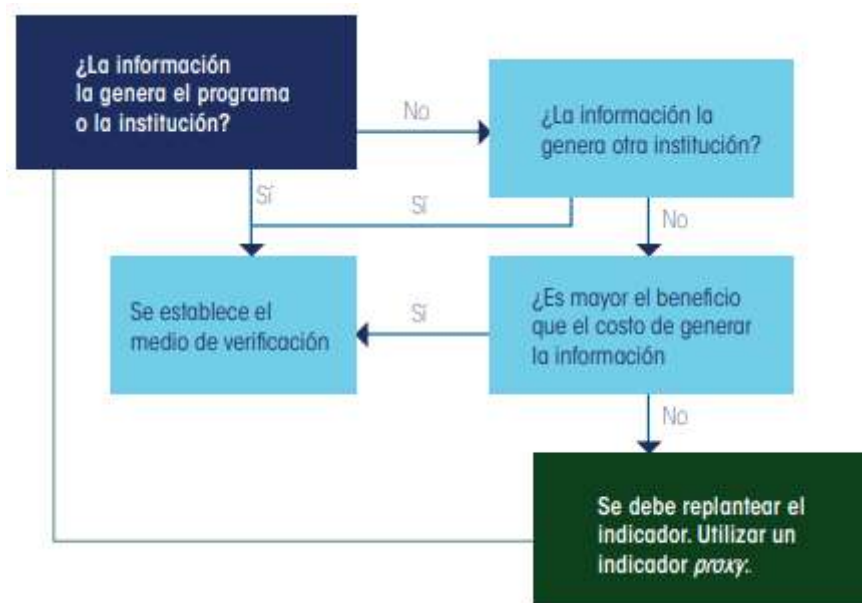 ¿La información
la genera el programa
o la institución?
No
¿La información la
genera otra institución?
Sí
Sí
No
Se establece el
medio de verificación
Sí
¿Es mayor el beneficio
que el costo de generar
la información
No
Se debe replantear el
indicador. Utilizar un
indicador proxy.